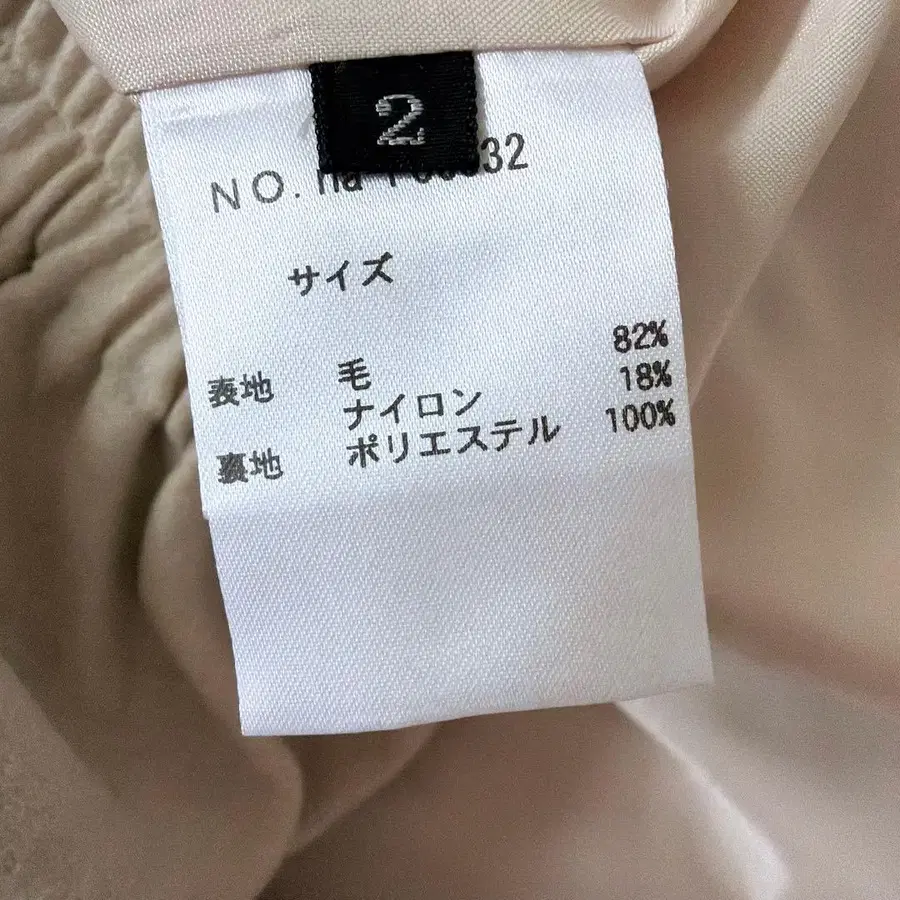 2
NO.
サイズ
82%
表地 毛 18%
ナイロン 100%
裏地 ポリエステル